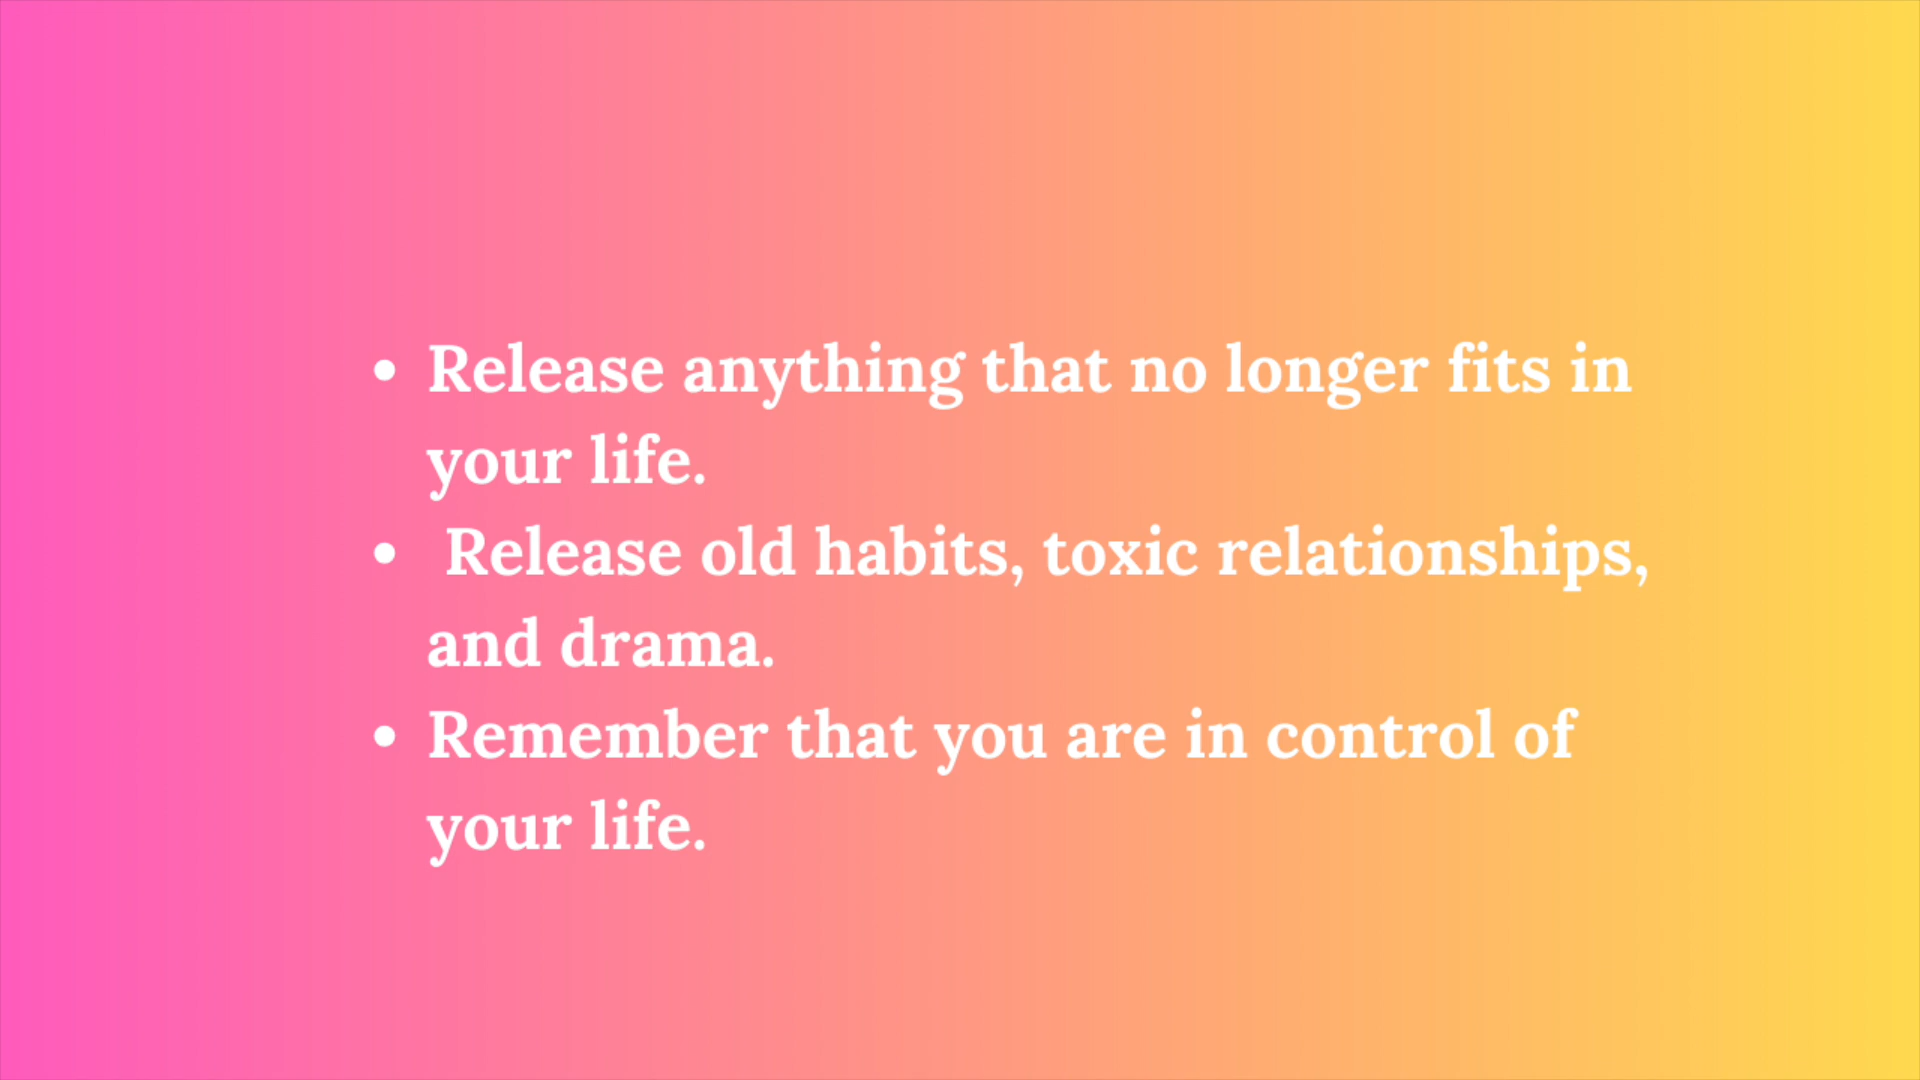 • Release anything that no longer fits in
your life.
• Release old habits, toxic relationships,
and drama.
• Remember that you are in control of
your life.